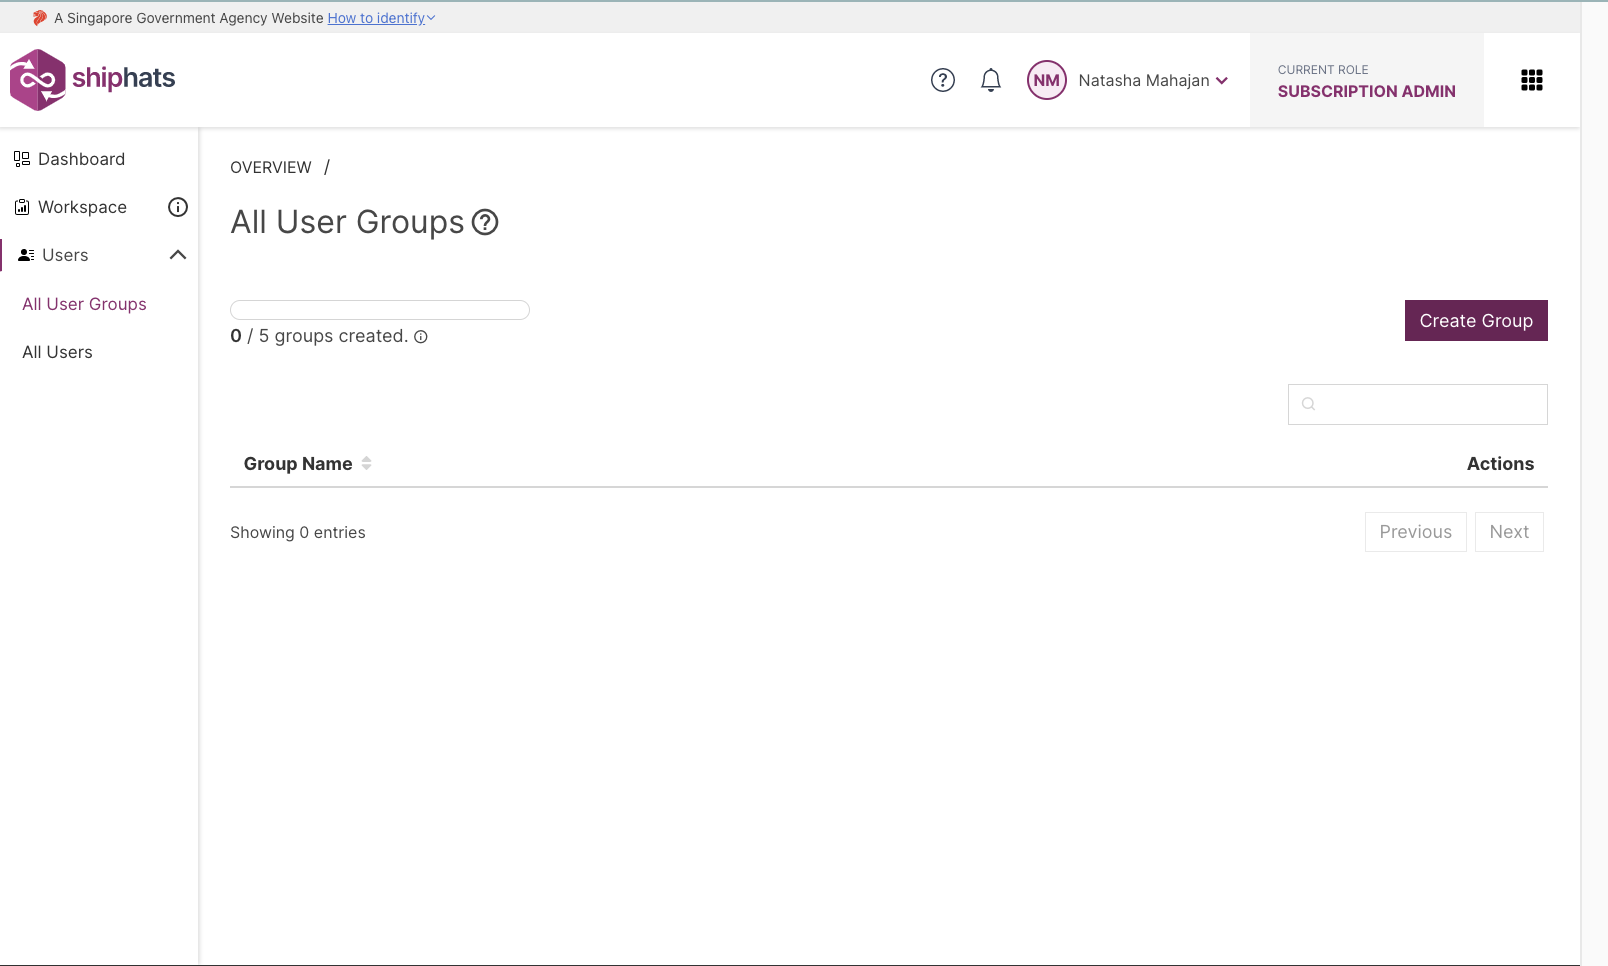 A Singapore Government Agency Website How to identify
shiphats
NM Natasha Mahajan
CURRENT ROLE
SUBSCRIPTION ADMIN
Dashboard
Workspace
Users
All User Groups
All Users
OVERVIEW /
All User Groups
0 / 5 groups created.
Create Group
Group Name
Actions
Showing 0 entries
Previous
Next